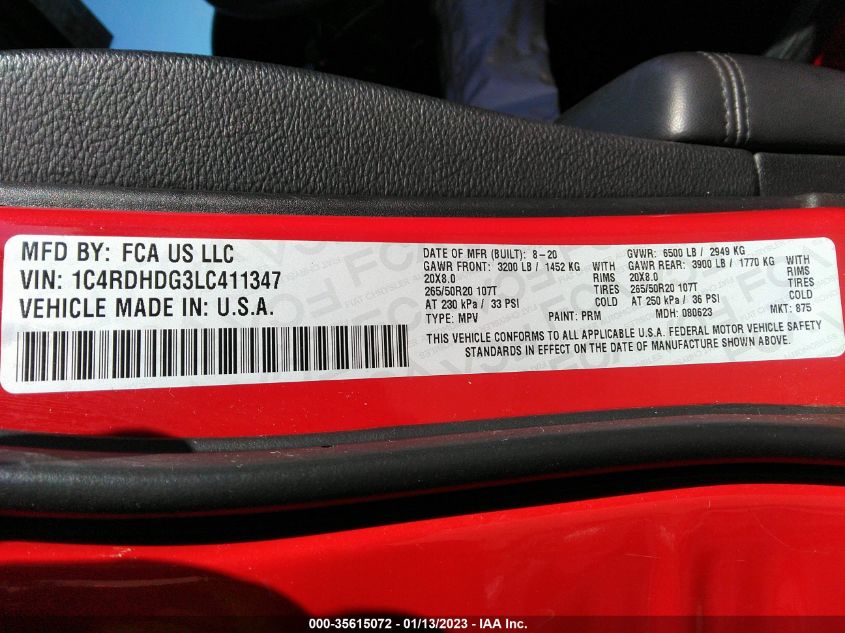 MFD BY: FCA US LLC
VIN: 1C4RDHDG3LC411347
VEHICLE MADE IN: U.S.A.
DATE OF MFR (BUILT): 8-20 GVWR: 6500 LB / 2949 KG
GAWR FRONT: 3200 LB / 1452 KG WITH GAWR REAR: 3900 LB / 1770 KG WITH
20X8.0 RIMS 20X8.0 RIMS
265/50R20 107T TIRES 265/50R20 107T TIRES
AT 230 kPa / 33 PSI COLD AT 250 kPa / 36 PSI COLD
TYPE: MPV PAINT: PRM MDH: 080623 MKT: 875
THIS VEHICLE CONFORMS TO ALL APPLICABLE U.S.A. FEDERAL MOTOR VEHICLE SAFETY
STANDARDS IN EFFECT ON THE DATE OF MANUFACTURE SHOWN ABOVE.
000-35615072 - 01/13/2023 - IAA Inc.